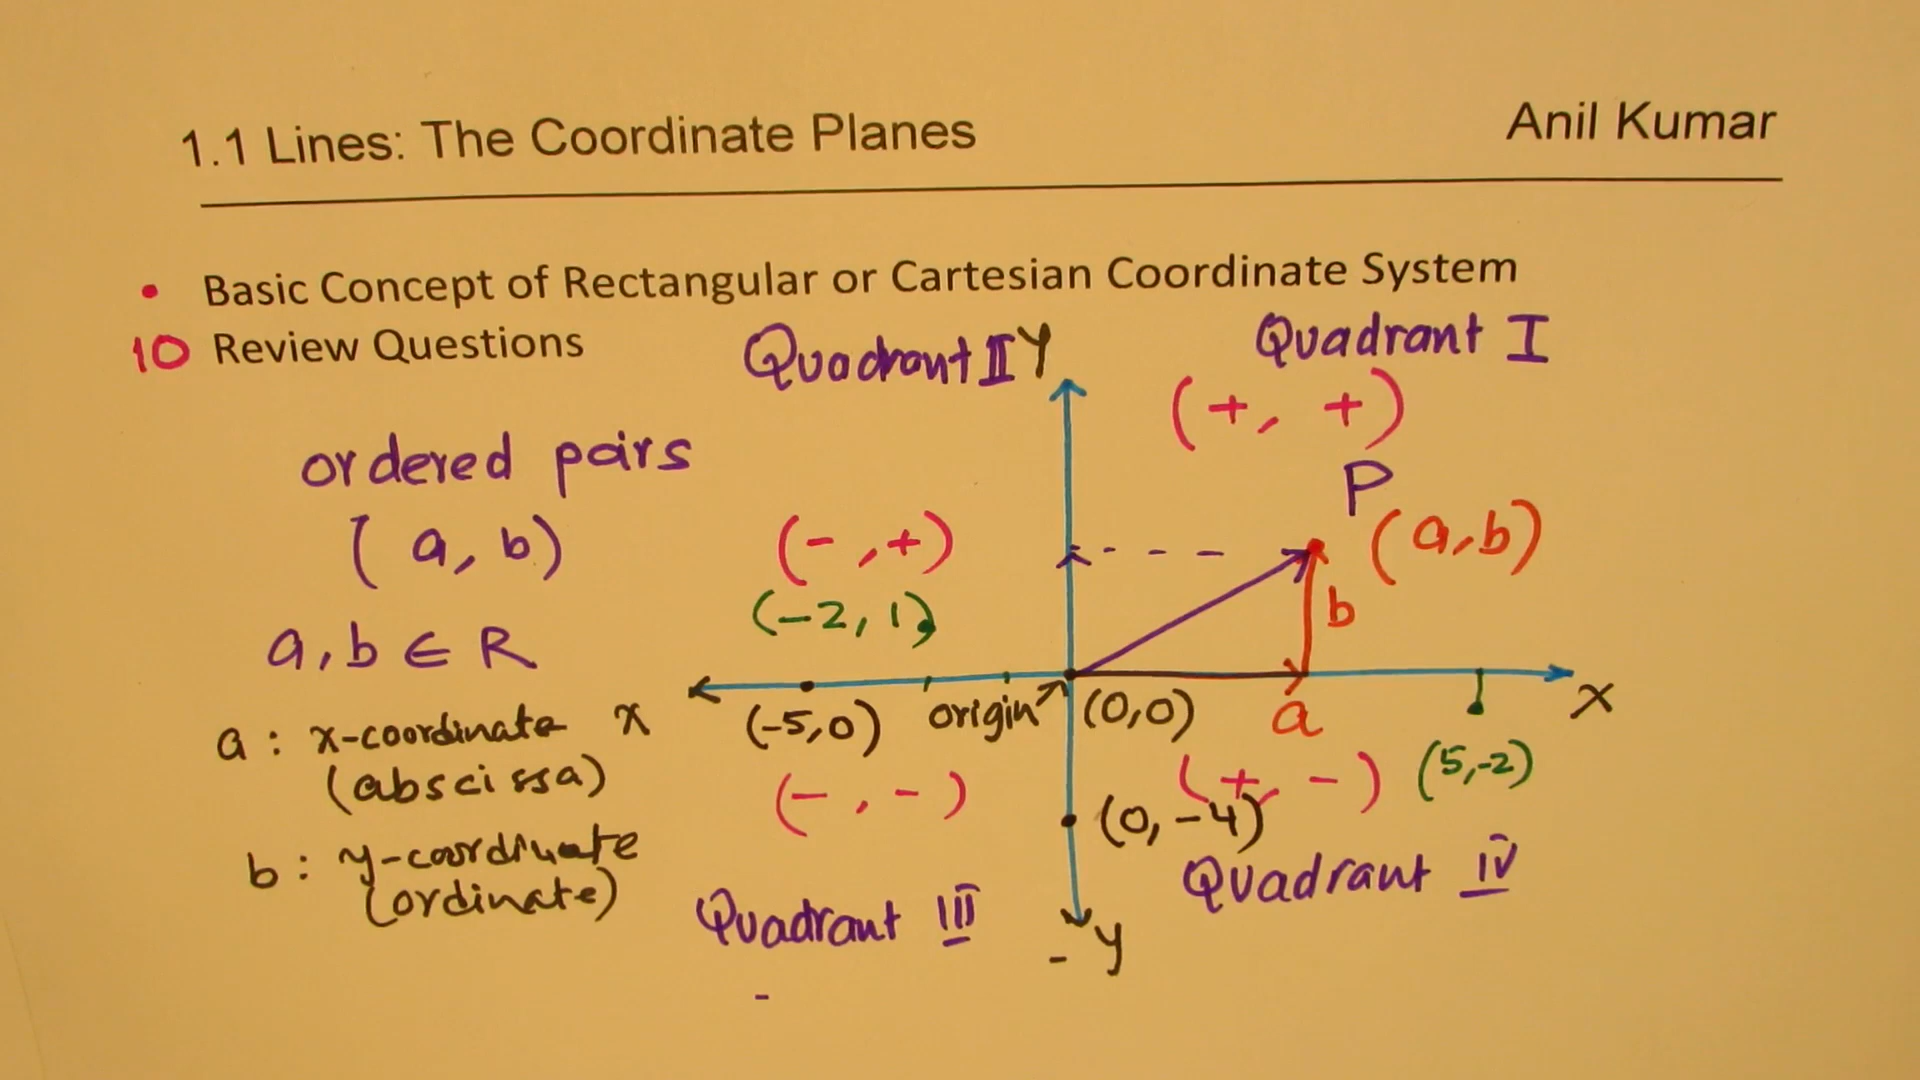 1.1 Lines: The Coordinate Planes
Anil Kumar
• Basic Concept of Rectangular or Cartesian Coordinate System
10 Review Questions
Quadrant II
Y
Quadrant I
(+, +)
ordered pairs
(a, b)
P
(a,b)
(-,+)
(-2, 1)
b
a, b ∈ R
a : x-coordinate x
(abscissa)
b : y-coordinate
(ordinate)
(-5,0)
origin
(0,0)
a
X
(-, -)
(+, -)
(5,-2)
(0, -4)
Quadrant III
Quadrant IV
-y
-